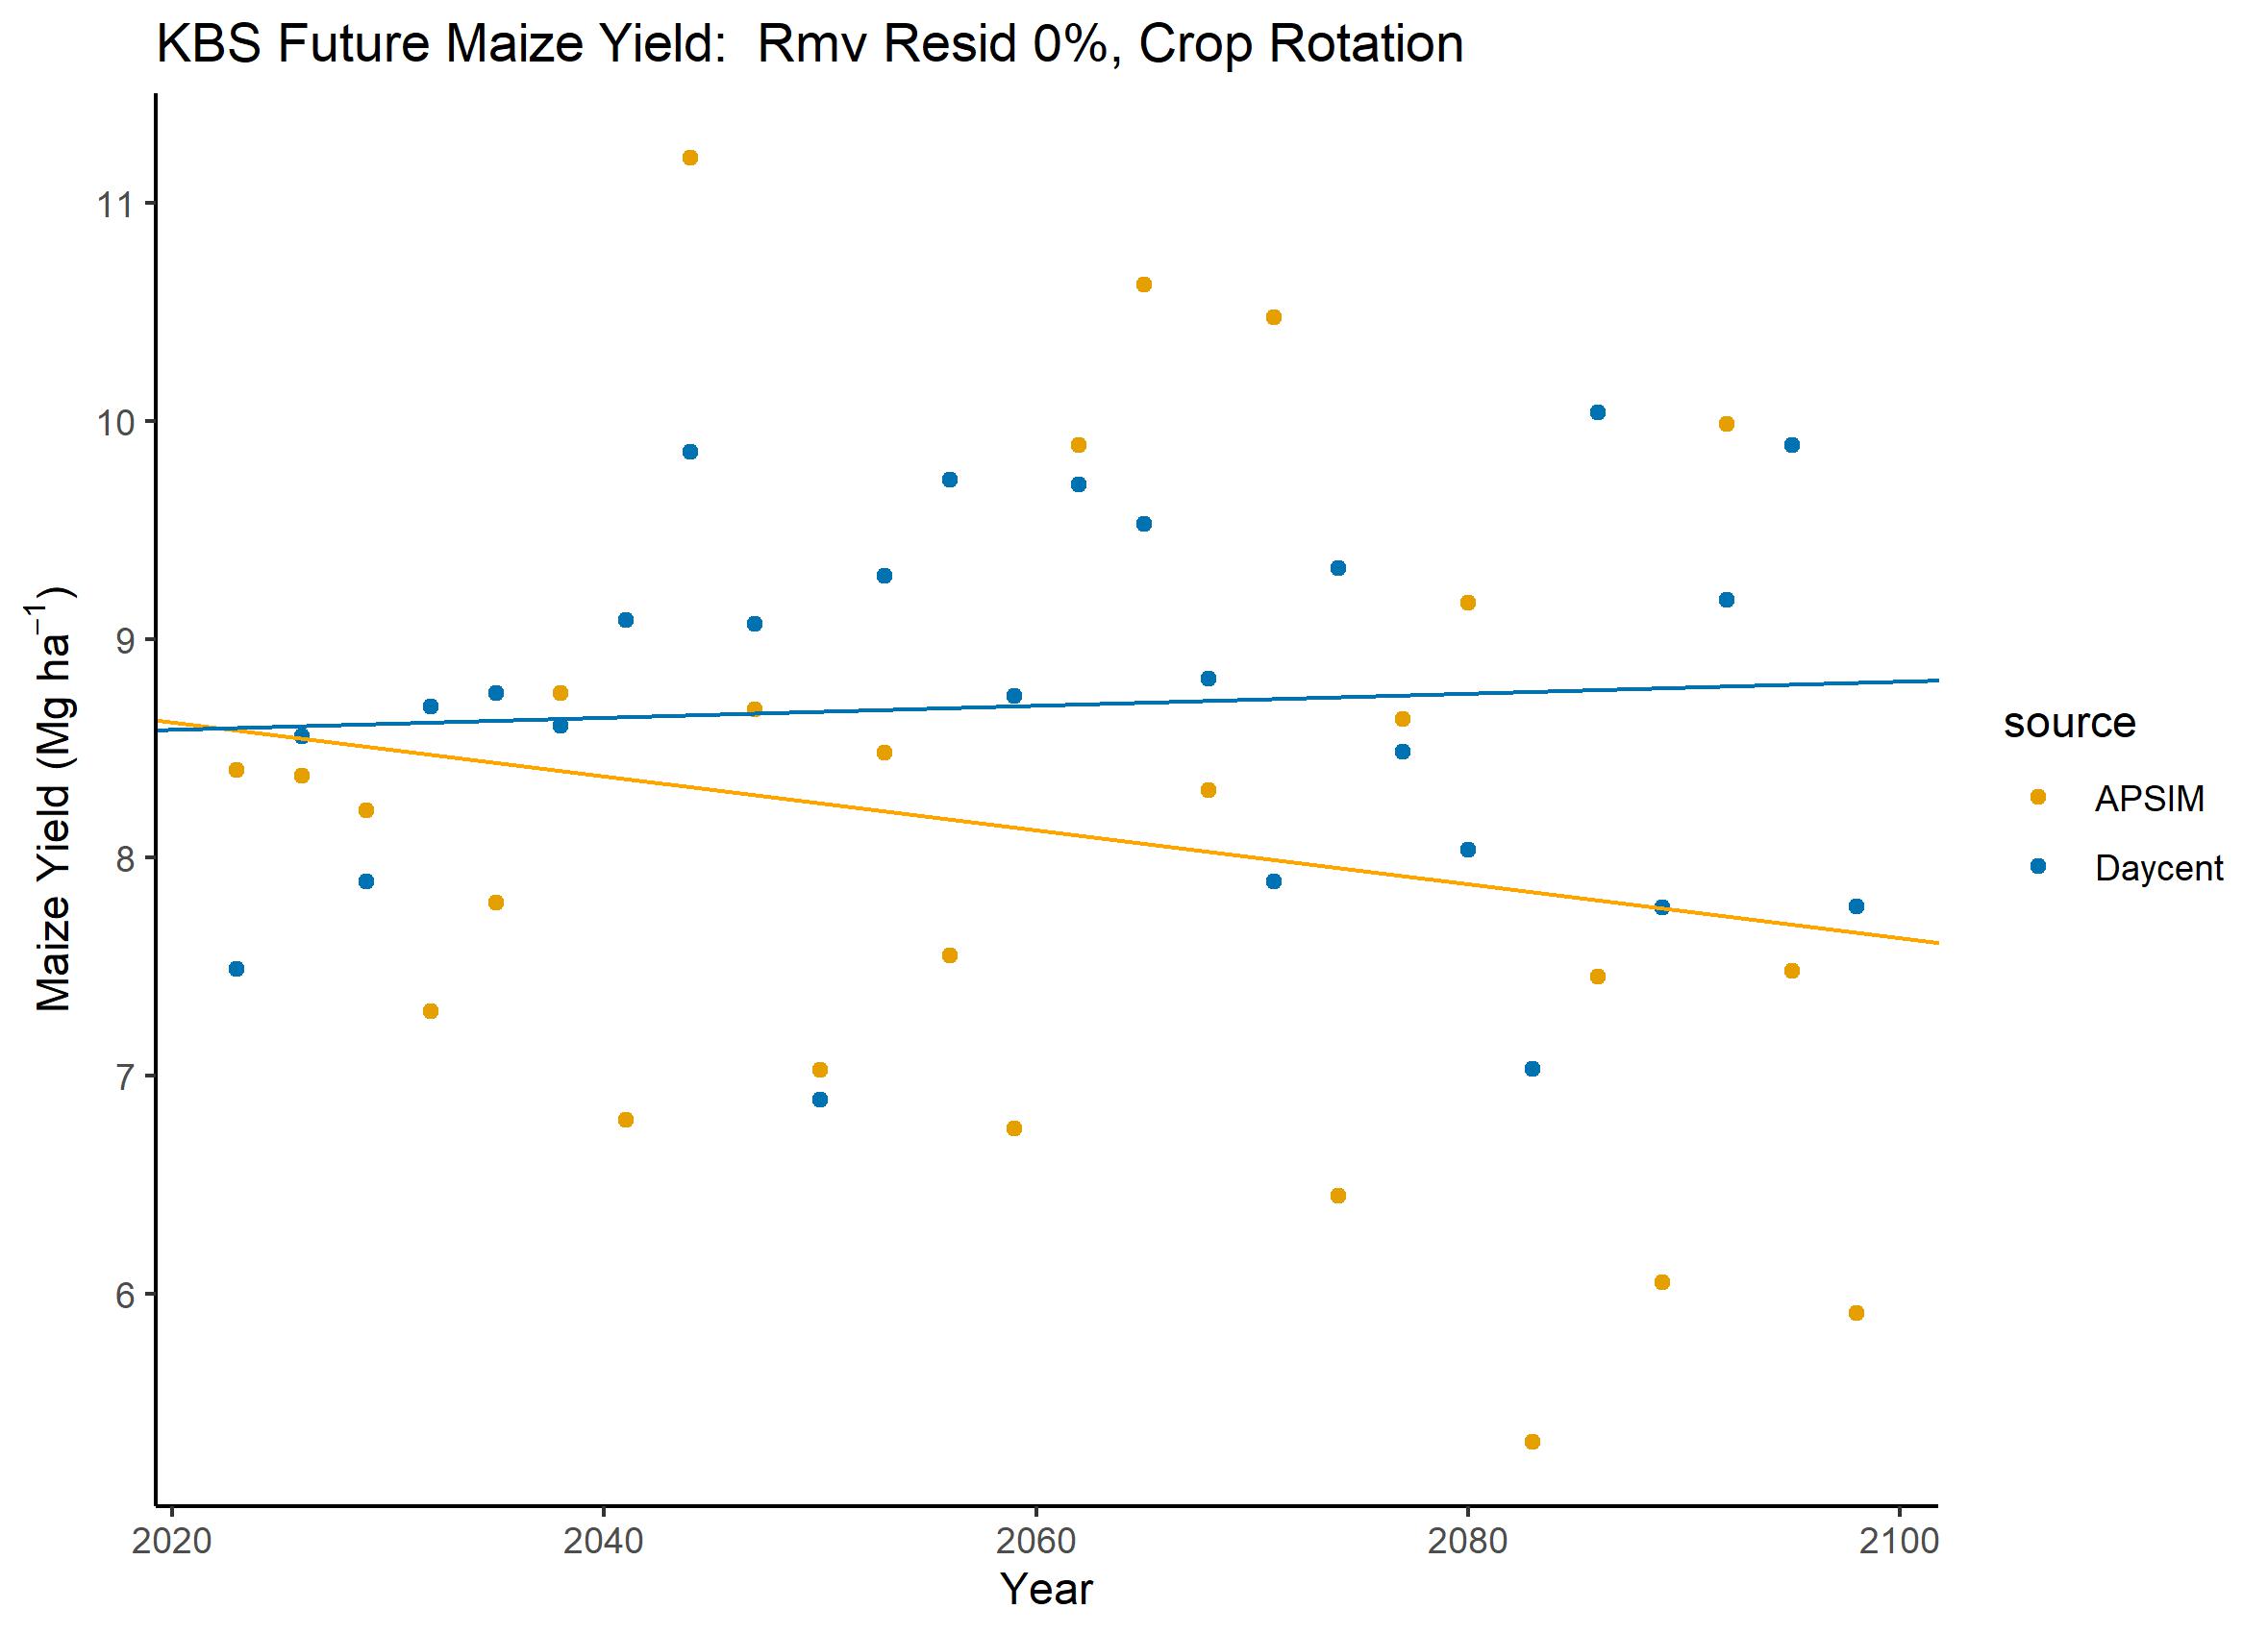 KBS Future Maize Yield:  Rmv Resid 0%, Crop Rotation
Maize Yield (Mg ha⁻¹)
11
10
9
8
7
6
2020 2040 2060 2080 2100
Year
source
APSIM
Daycent